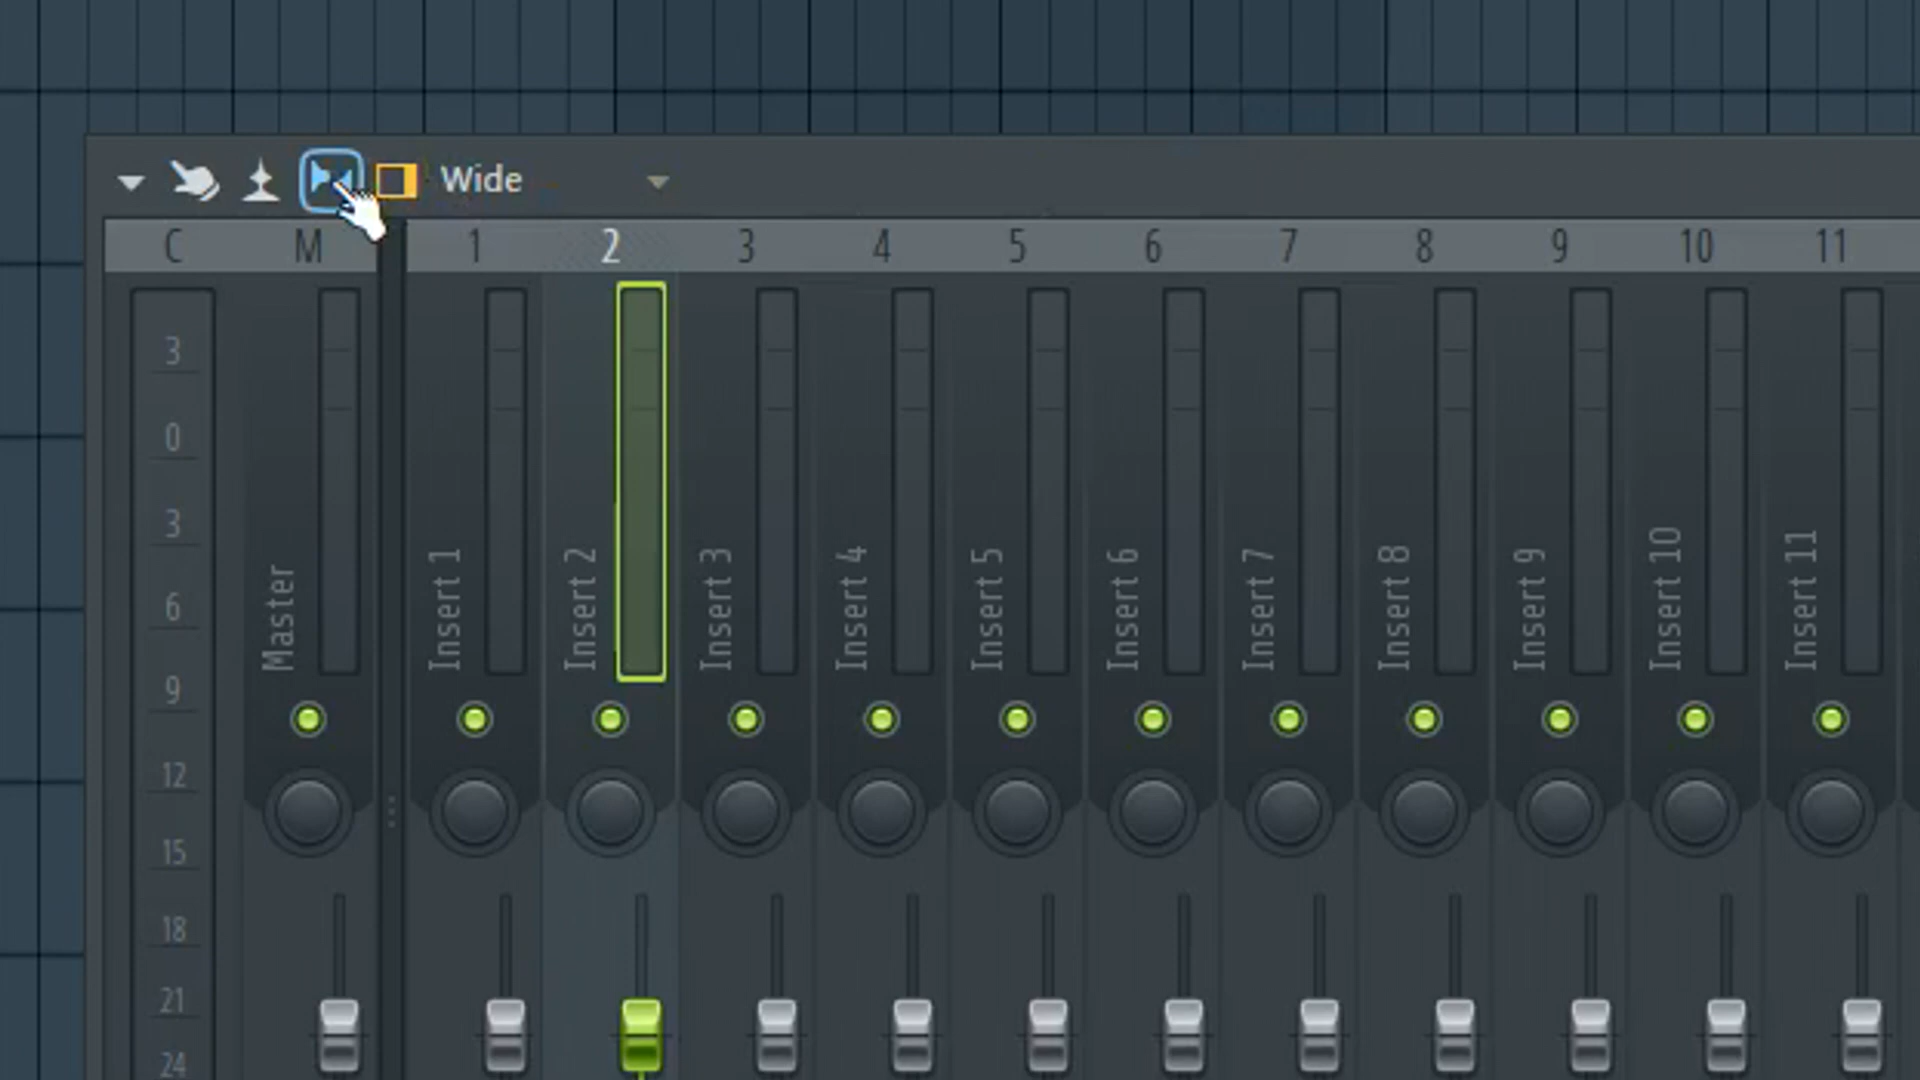 Wide
C M 1 2 3 4 5 6 7 8 9 10 11
3
0
3
6
9
12
15
18
21
24
Master
Insert 1
Insert 2
Insert 3
Insert 4
Insert 5
Insert 6
Insert 7
Insert 8
Insert 9
Insert 10
Insert 11